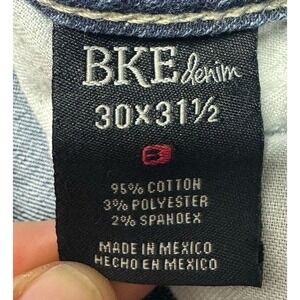 BKE denim
30X31½
B
95% COTTON
3% POLYESTER
2% SPANDEX
MADE IN MEXICO
HECHO EN MEXICO